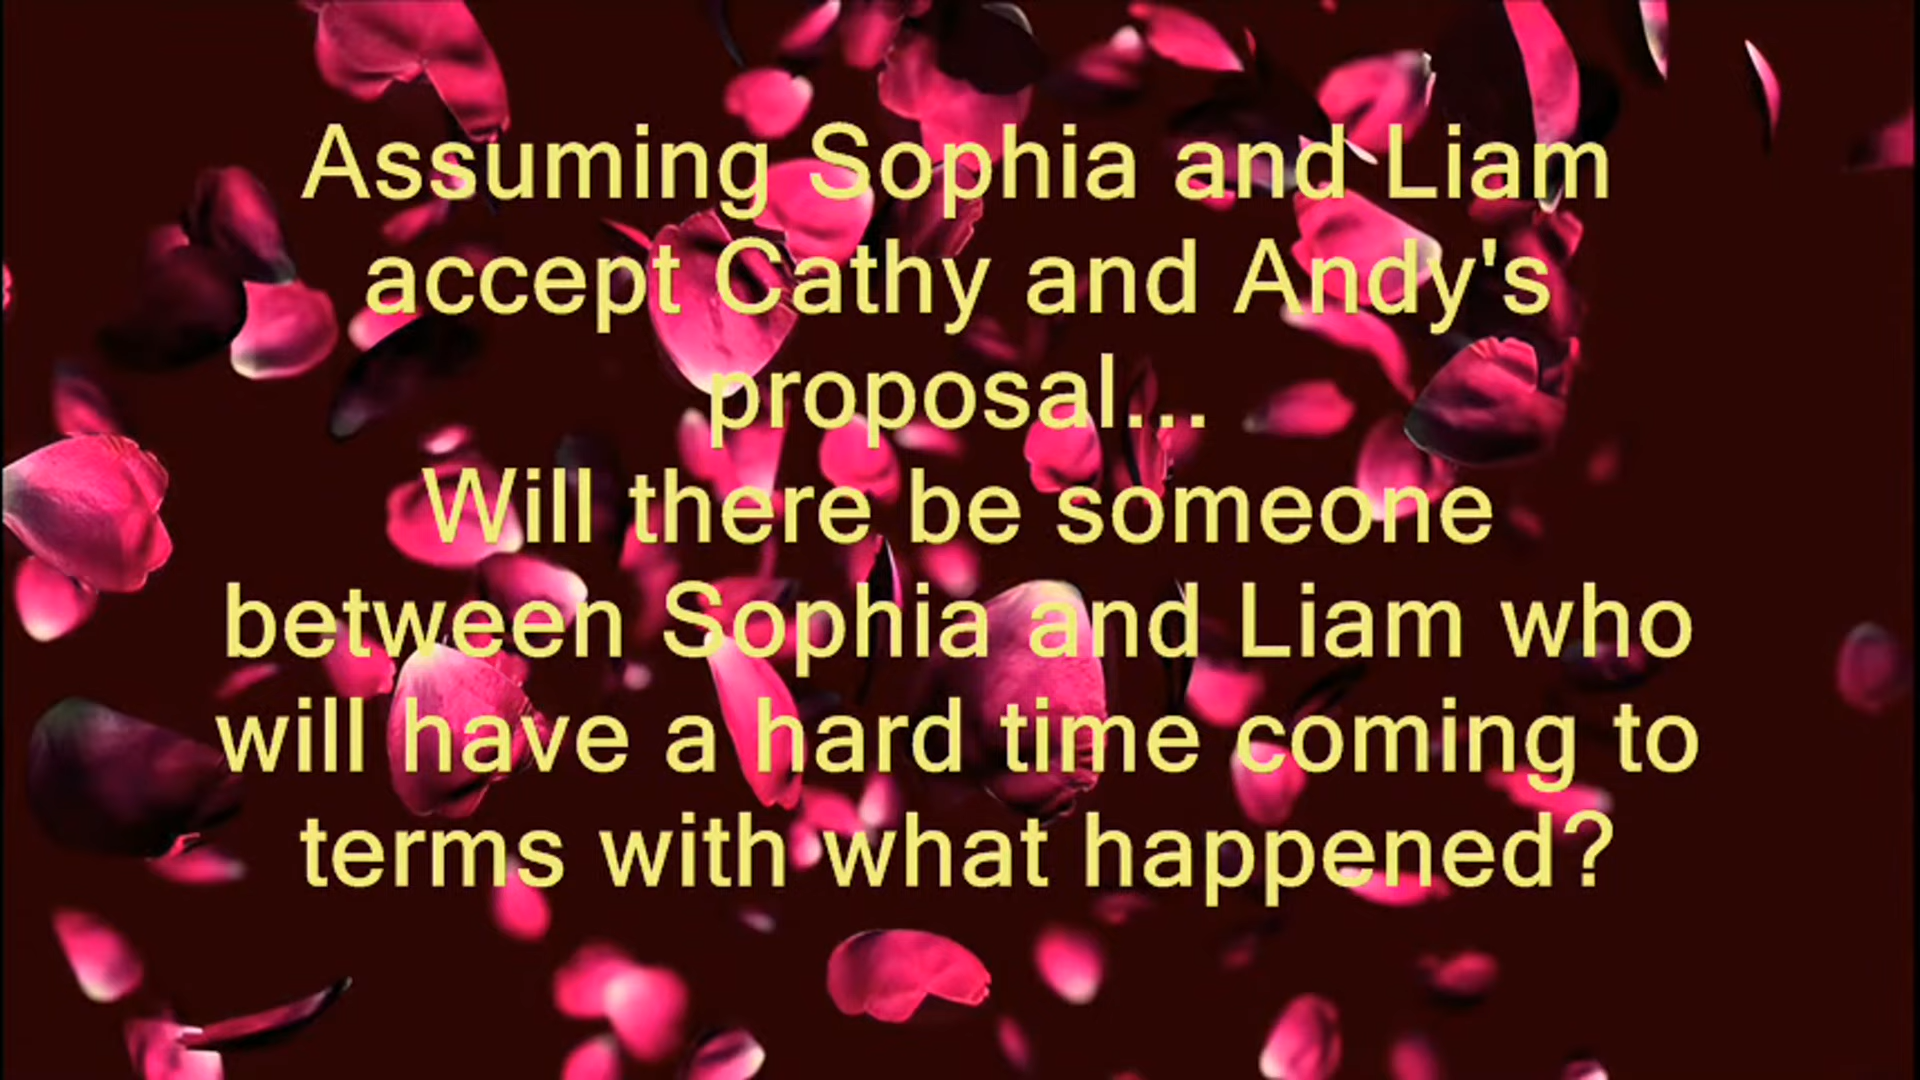 Assuming Sophia and Liam
accept Cathy and Andy's
proposal...
Will there be someone
between Sophia and Liam who
will have a hard time coming to
terms with what happened?